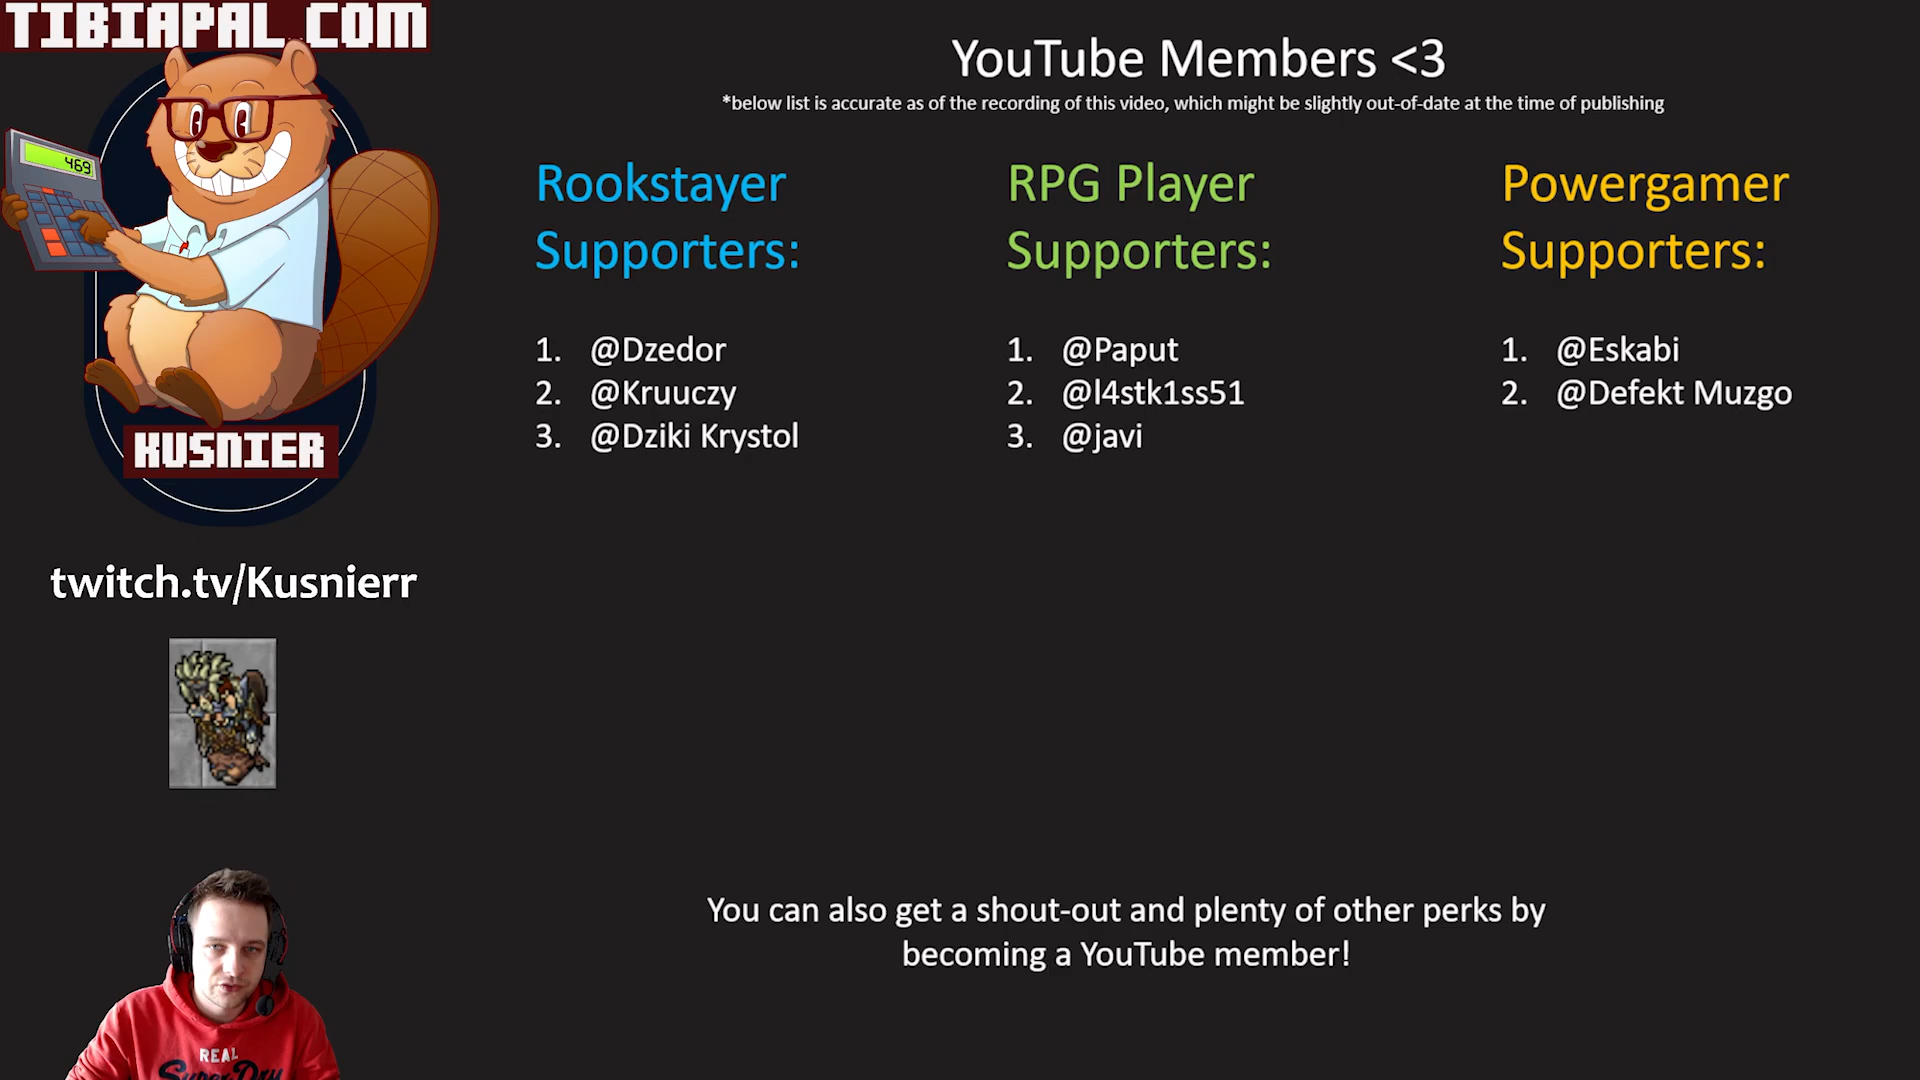 TIBIAPAL.COM
469
KUSNIER
twitch.tv/Kusnierr
YouTube Members <3
*below list is accurate as of the recording of this video, which might be slightly out-of-date at the time of publishing
Rookstayer
Supporters:
1. @Dzedor
2. @Kruuczy
3. @Dziki Krystol
RPG Player
Supporters:
1. @Paput
2. @l4stk1ss51
3. @javi
Powergamer
Supporters:
1. @Eskabi
2. @Defekt Muzgo
You can also get a shout-out and plenty of other perks by
becoming a YouTube member!
REAL
SuperDry